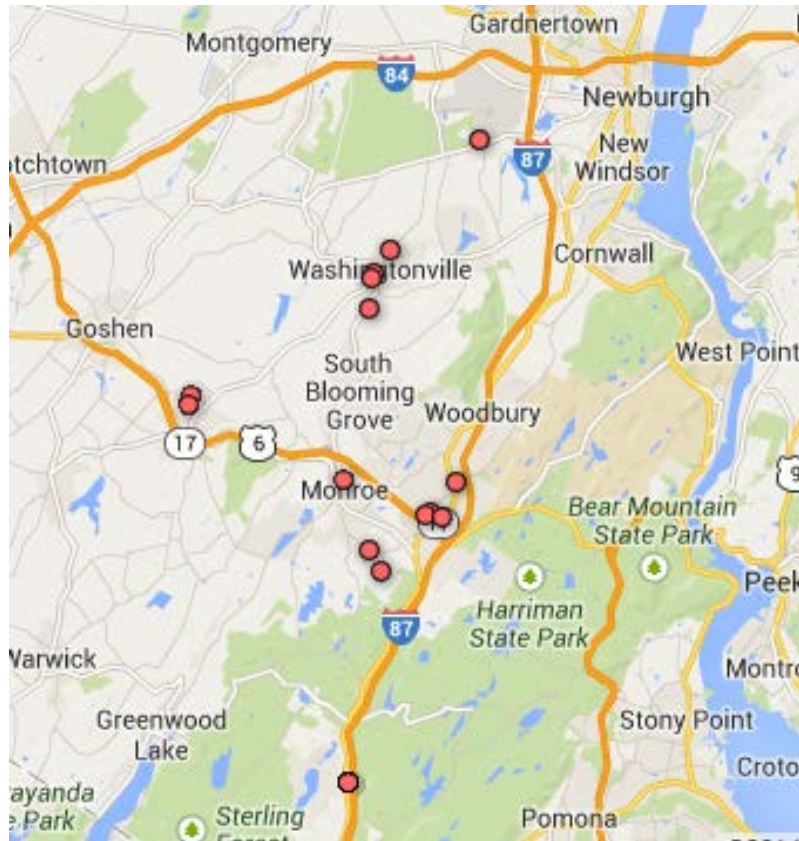 Gardnertown
Montgomery
84
Newburgh
otchtown
87
New
Windsor
Washingtonville
Cornwall
Goshen
West Point
South
Blooming
Grove
Woodbury
17
6
9
Monroe
Bear Mountain
State Park
Peek
Harriman
State Park
87
Warwick
Montro
Greenwood
Lake
Stony Point
Croto
ayanda
e Park
Sterling
Forest
Pomona